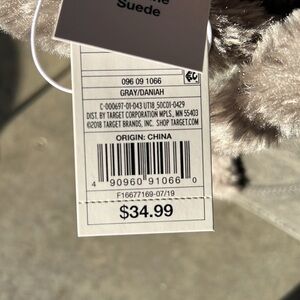 Suede
096 09 1066
GRAY/DANIAH
C-000697-01-043 UT18_50C01-0429
DIST. BY TARGET CORPORATION MPLS., MN 55403
©2018 TARGET BRANDS, INC. SHOP TARGET.COM
ORIGIN: CHINA
4 90960 91066 0
F16677169-07/19
$34.99